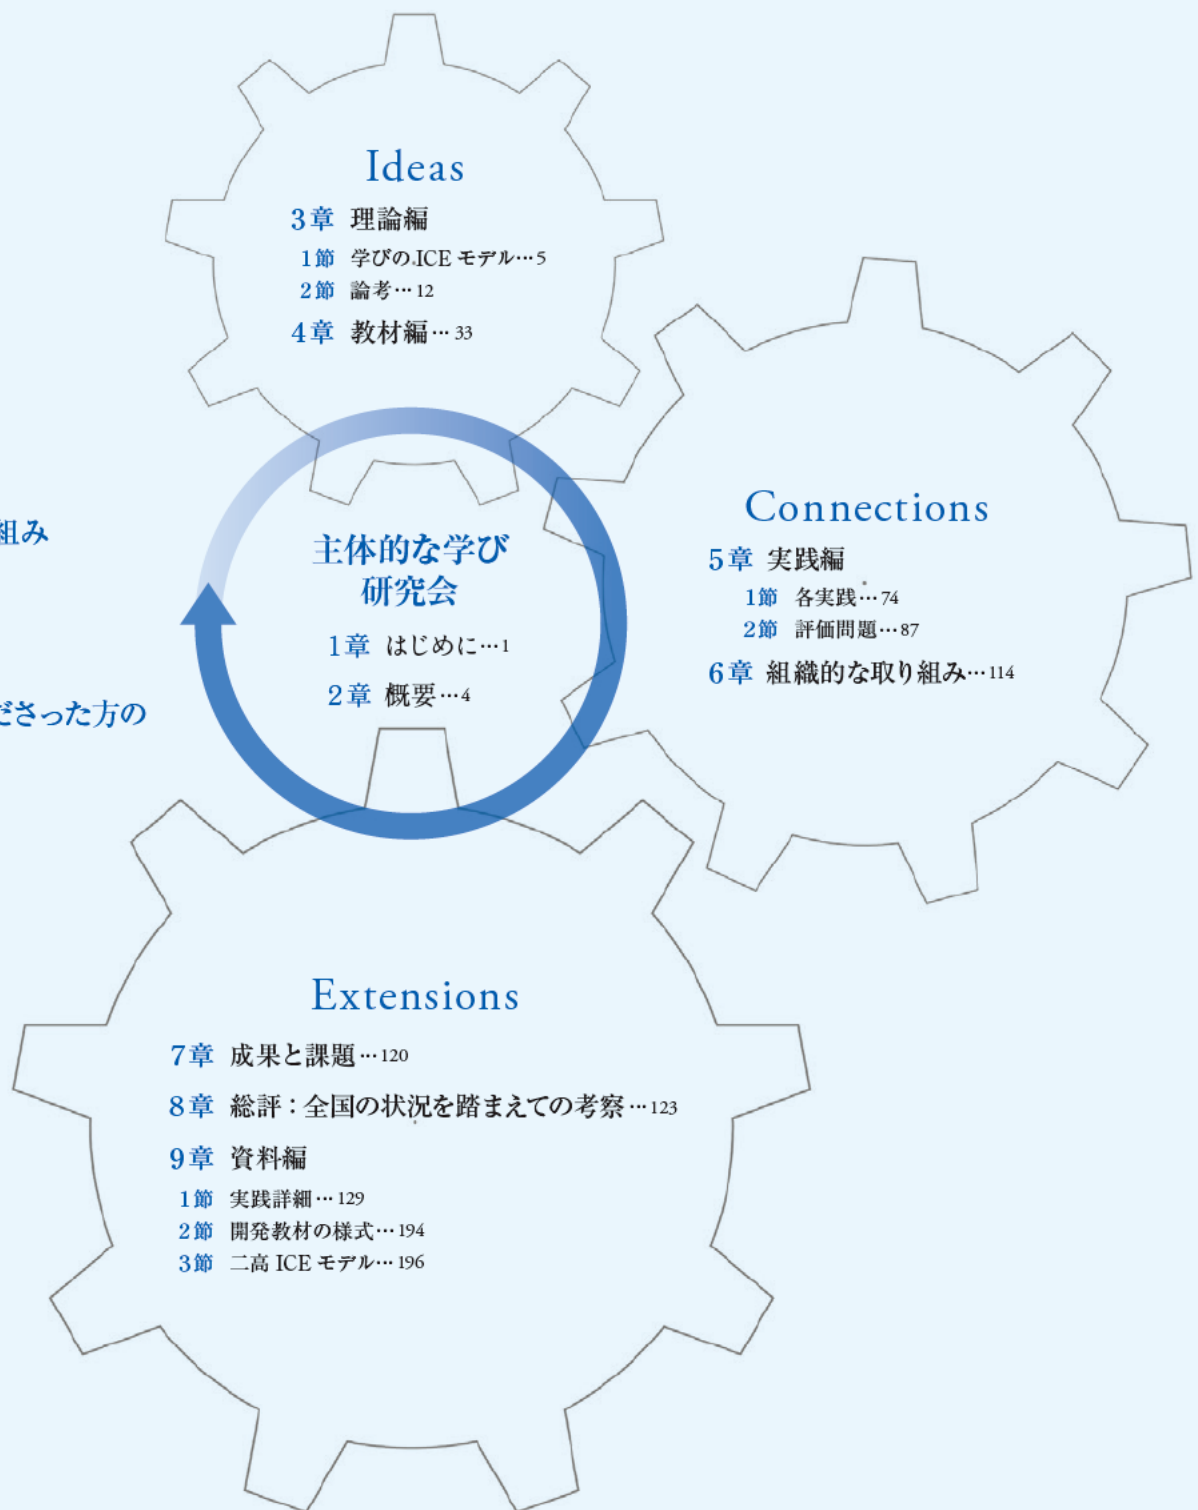 Ideas
3章 理論編
1節 学びの ICE モデル…5
2節 論考…12
4章 教材編…33
組み
ださった方の
主体的な学び
研究会
1章 はじめに…1
2章 概要…4
Connections
5章 実践編
1節 各実践…74
2節 評価問題…87
6章 組織的な取り組み…114
Extensions
7章 成果と課題…120
8章 総評：全国の状況を踏まえての考察…123
9章 資料編
1節 実践詳細…129
2節 開発教材の様式…194
3節 二高 ICE モデル…196